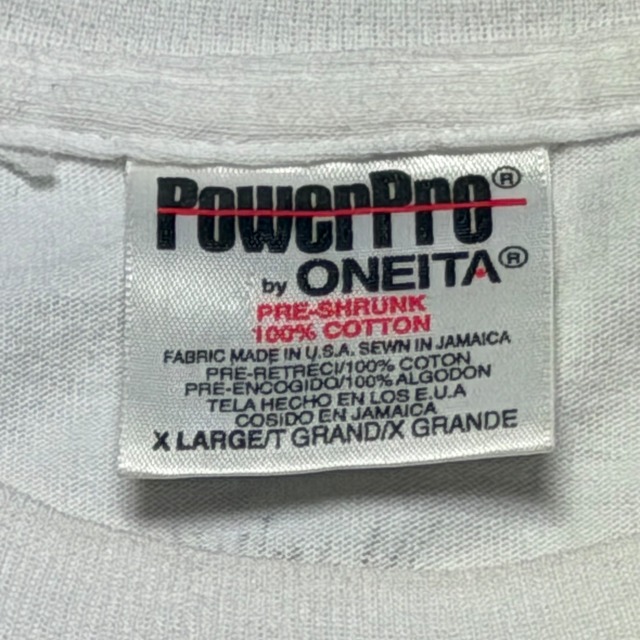 PowerPro®
by ONEITA®
PRE-SHRUNK
100% COTTON
FABRIC MADE IN U.S.A. SEWN IN JAMAICA
PRE-RETRECI/100% COTON
PRE-ENCOGIDO/100% ALGODON
TELA HECHO EN LOS E.U.A
COSIDO EN JAMAICA
X LARGE/T GRAND/X GRANDE